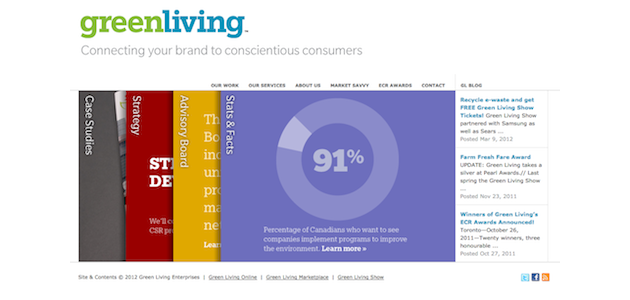 greenliving™
Connecting your brand to conscientious consumers
OUR WORK OUR SERVICES ABOUT US MARKET SAVVY ECR AWARDS CONTACT GL BLOG
Case Studies
Strategy
We'll c
CSR pr
Advisory Board
Th
Bo
inc
un
pro
ma
net
Learn
Stats & Facts
91%
Percentage of Canadians who want to see
companies implement programs to improve
the environment. Learn more »
Recycle e-waste and get
FREE Green Living Show
Tickets! Green Living Show
partnered with Samsung as
well as Sears ...
Posted Mar 9, 2012
Farm Fresh Fare Award
UPDATE: Green Living takes a
silver at Pearl Awards,// Last
spring the Green Living Show ...
Posted Nov 23, 2011
Winners of Green Living's
ECR Awards Announced!
Toronto—October 26,
2011—Twenty winners, three
honourable ...
Posted Oct 27, 2011
Site & Contents © 2012 Green Living Enterprises | Green Living Online | Green Living Marketplace | Green Living Show